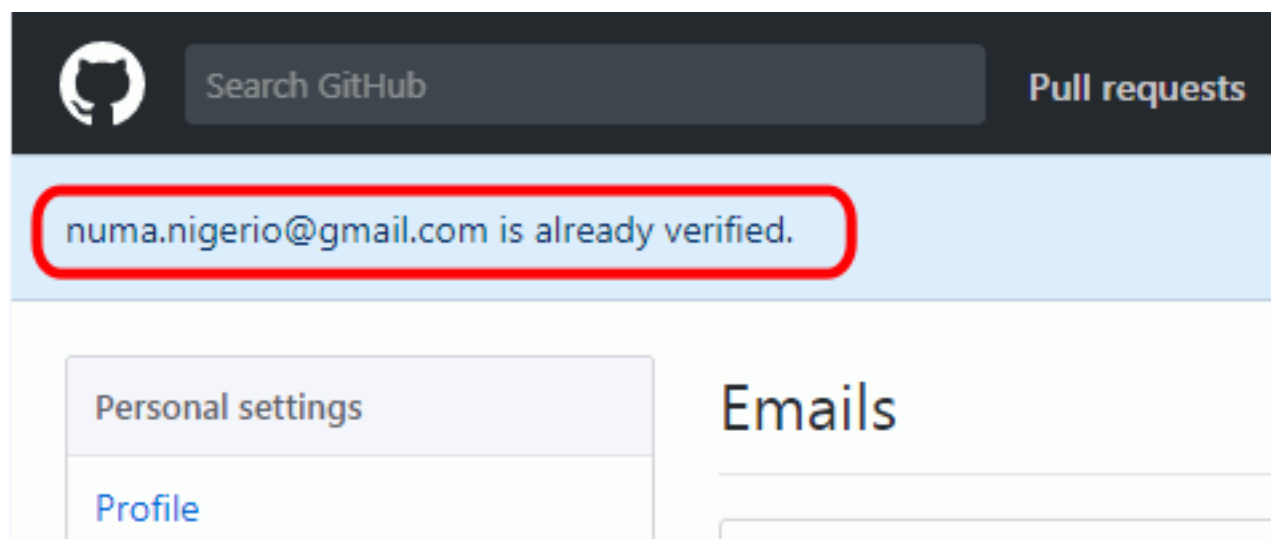 Search GitHub
Pull requests
numa.nigerio@gmail.com is already verified.
Personal settings
Emails
Profile